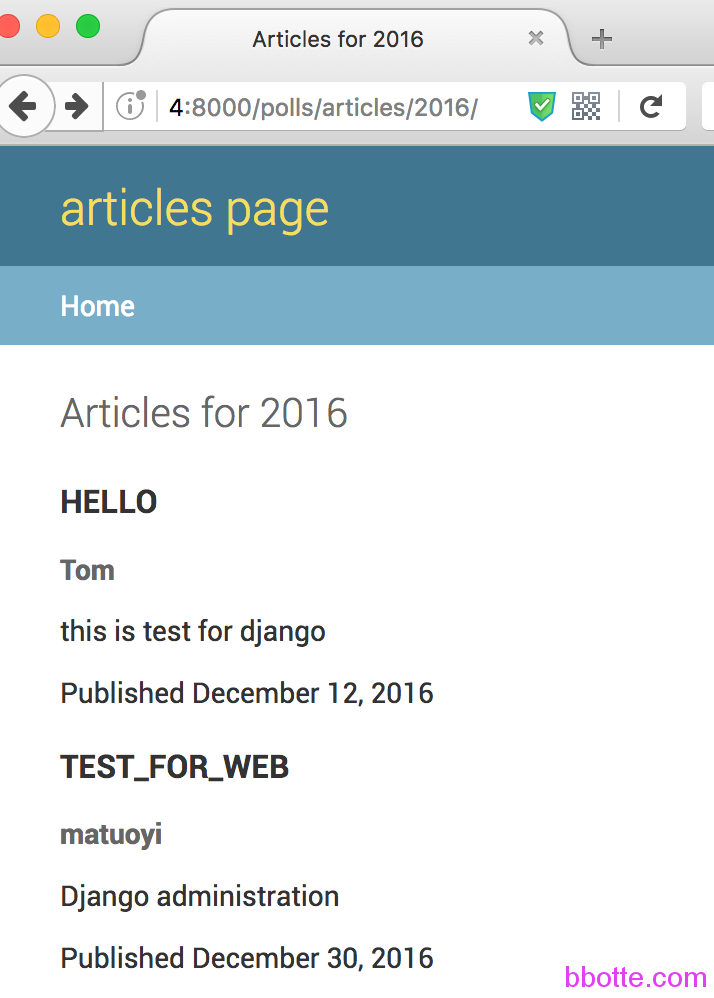 Articles for 2016
4:8000/polls/articles/2016/
articles page
Home
Articles for 2016
HELLO
Tom
this is test for django
Published December 12, 2016
TEST_FOR_WEB
matuoyi
Django administration
Published December 30, 2016
bbotte.com